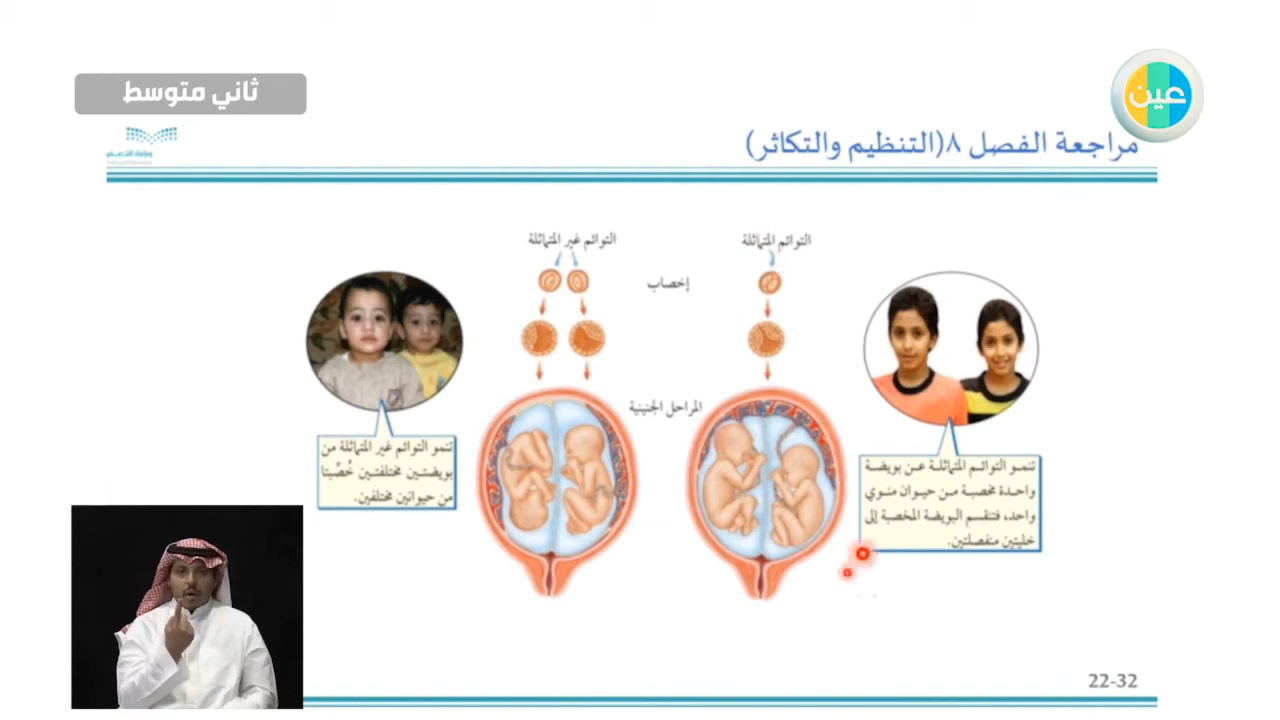 ثاني متوسط
عين
مراجعة الفصل ٨(التنظيم والتكاثر)
التوائم المتماثلة
التوائم غير المتماثلة
إخصاب
المراحل الجنينية
تنمو التوائم المتماثلة عن بويضة
واحدة مخصبة من حيوان منوي
واحد، فتنقسم البويضة المخصبة إلى
خليتين منفصلتين.
تنمو التوائم غير المتماثلة من
بويضتين مختلفتين خُصِّبتا
من حيوانين مختلفين.
22-32